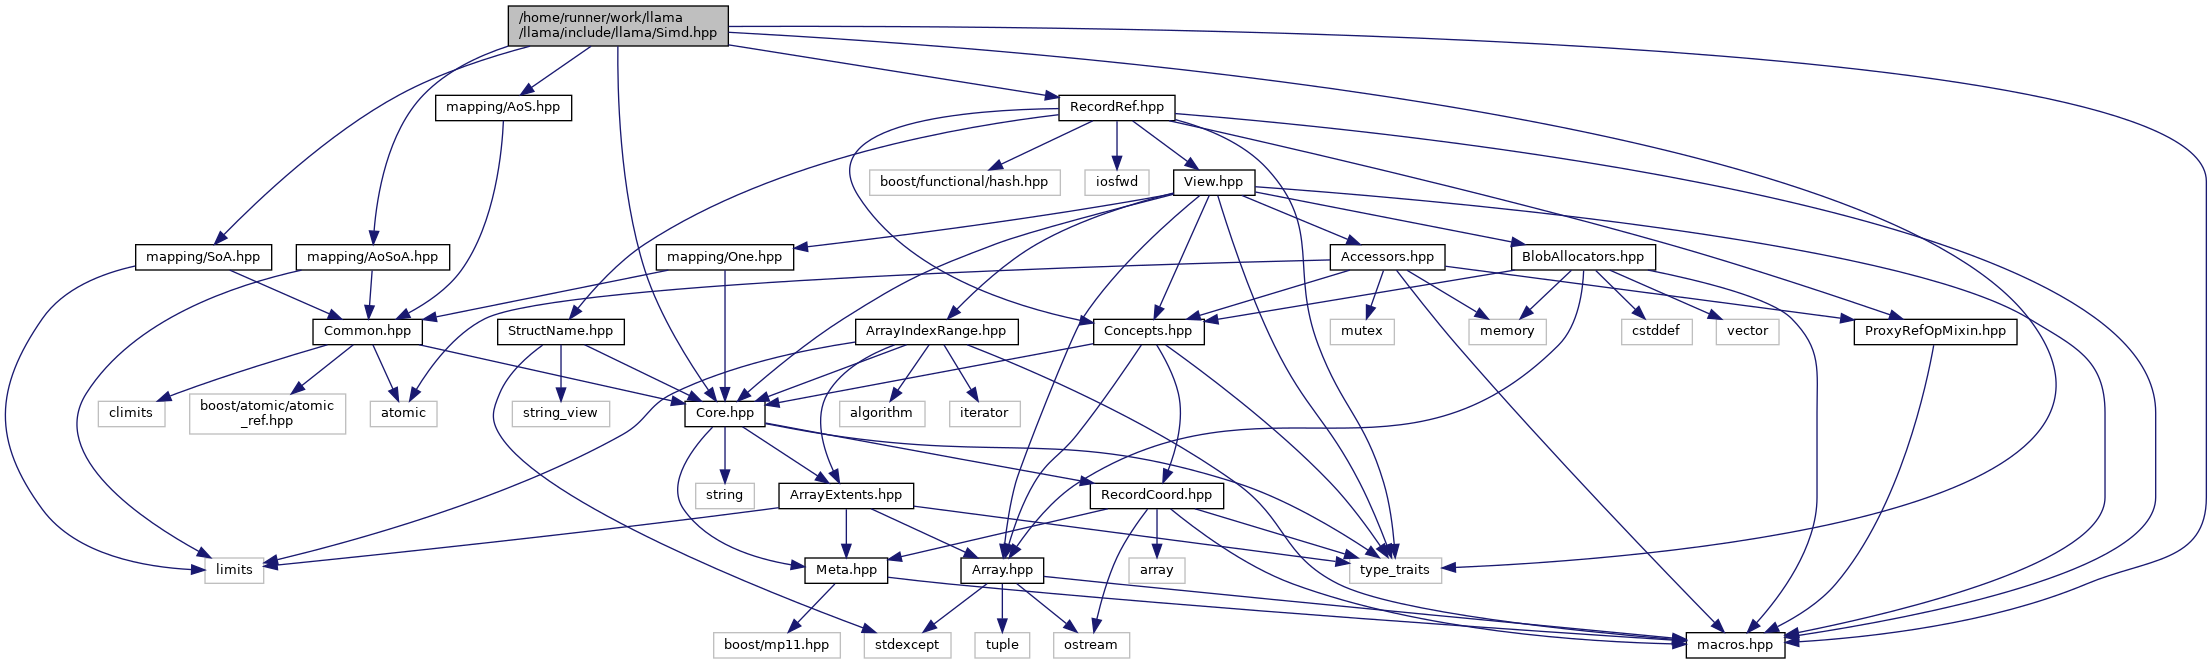 /home/runner/work/llama
/llama/include/llama/Simd.hpp
mapping/AoS.hpp
RecordRef.hpp
boost/functional/hash.hpp
iosfwd
View.hpp
mapping/SoA.hpp
mapping/AoSoA.hpp
mapping/One.hpp
Accessors.hpp
BlobAllocators.hpp
Common.hpp
StructName.hpp
ArrayIndexRange.hpp
Concepts.hpp
mutex
memory
cstddef
vector
ProxyRefOpMixin.hpp
climits
boost/atomic/atomic
_ref.hpp
atomic
string_view
Core.hpp
algorithm
iterator
string
ArrayExtents.hpp
RecordCoord.hpp
limits
Meta.hpp
Array.hpp
array
type_traits
boost/mp11.hpp
stdexcept
tuple
ostream
macros.hpp